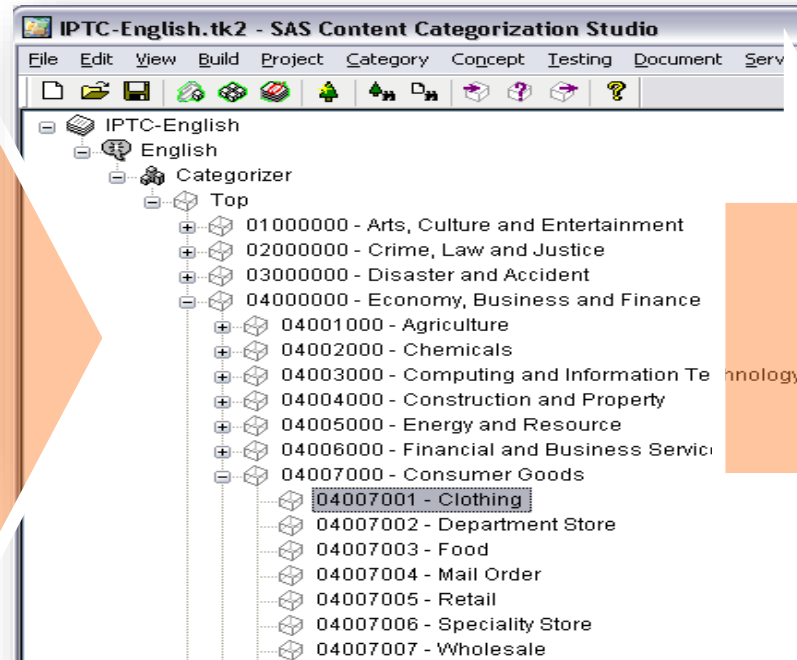 IPTC-English.tk2 - SAS Content Categorization Studio
File Edit View Build Project Category Concept Testing Document Serv
IPTC-English
English
Categorizer
Top
01000000 - Arts, Culture and Entertainment
02000000 - Crime, Law and Justice
03000000 - Disaster and Accident
04000000 - Economy, Business and Finance
04001000 - Agriculture
04002000 - Chemicals
04003000 - Computing and Information Te hnology
04004000 - Construction and Property
04005000 - Energy and Resource
04006000 - Financial and Business Servic
04007000 - Consumer Goods
04007001 - Clothing
04007002 - Department Store
04007003 - Food
04007004 - Mail Order
04007005 - Retail
04007006 - Speciality Store
04007007 - Wholesale